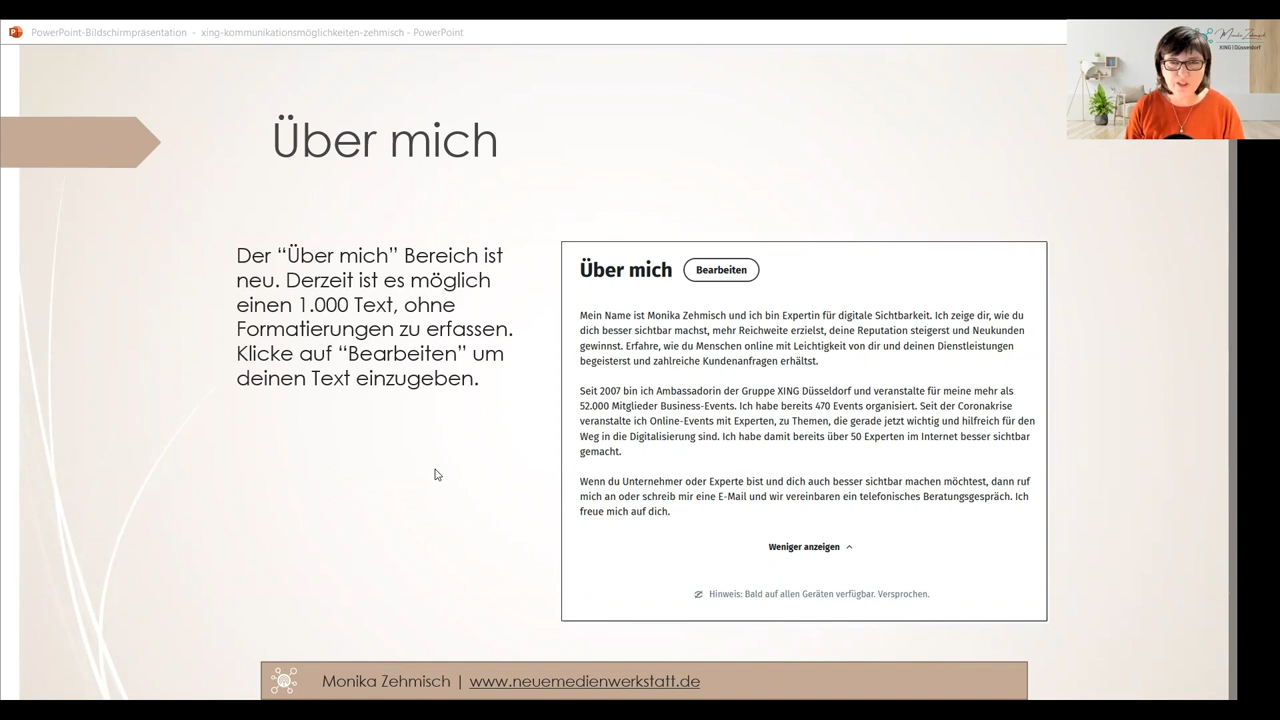 PowerPoint-Bildschirmpräsentation - xing-kommunikationsmöglichkeiten-zehmisch - PowerPoint
Monika Zehmisch
XING | Düsseldorf
Über mich
Der “Über mich” Bereich ist
neu. Derzeit ist es möglich
einen 1.000 Text, ohne
Formatierungen zu erfassen.
Klicke auf “Bearbeiten” um
deinen Text einzugeben.
Über mich Bearbeiten
Mein Name ist Monika Zehmisch und ich bin Expertin für digitale Sichtbarkeit. Ich zeige dir, wie du
dich besser sichtbar machst, mehr Reichweite erzielst, deine Reputation steigerst und Neukunden
gewinnst. Erfahre, wie du Menschen online mit Leichtigkeit von dir und deinen Dienstleistungen
begeisterst und zahlreiche Kundenanfragen erhältst.
Seit 2007 bin ich Ambassadorin der Gruppe XING Düsseldorf und veranstalte für meine mehr als
52.000 Mitglieder Business-Events. Ich habe bereits 470 Events organisiert. Seit der Coronakrise
veranstalte ich Online-Events mit Experten, zu Themen, die gerade jetzt wichtig und hilfreich für den
Weg in die Digitalisierung sind. Ich habe damit bereits über 50 Experten im Internet besser sichtbar
gemacht.
Wenn du Unternehmer oder Experte bist und dich auch besser sichtbar machen möchtest, dann ruf
mich an oder schreib mir eine E-Mail und wir vereinbaren ein telefonisches Beratungsgespräch. Ich
freue mich auf dich.
Weniger anzeigen
Hinweis: Bald auf allen Geräten verfügbar. Versprochen.
Monika Zehmisch | www.neuemedienwerkstatt.de